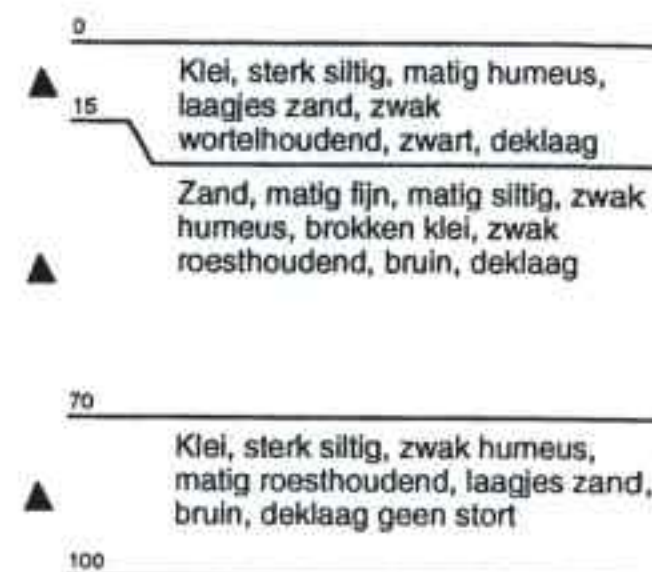 0
Klei, sterk siltig, matig humeus,
laagjes zand, zwak
15
wortelhoudend, zwart, deklaag
Zand, matig fijn, matig siltig, zwak
humeus, brokken klei, zwak
roesthoudend, bruin, deklaag
70
Klei, sterk siltig, zwak humeus,
matig roesthoudend, laagjes zand,
bruin, deklaag geen stort
100